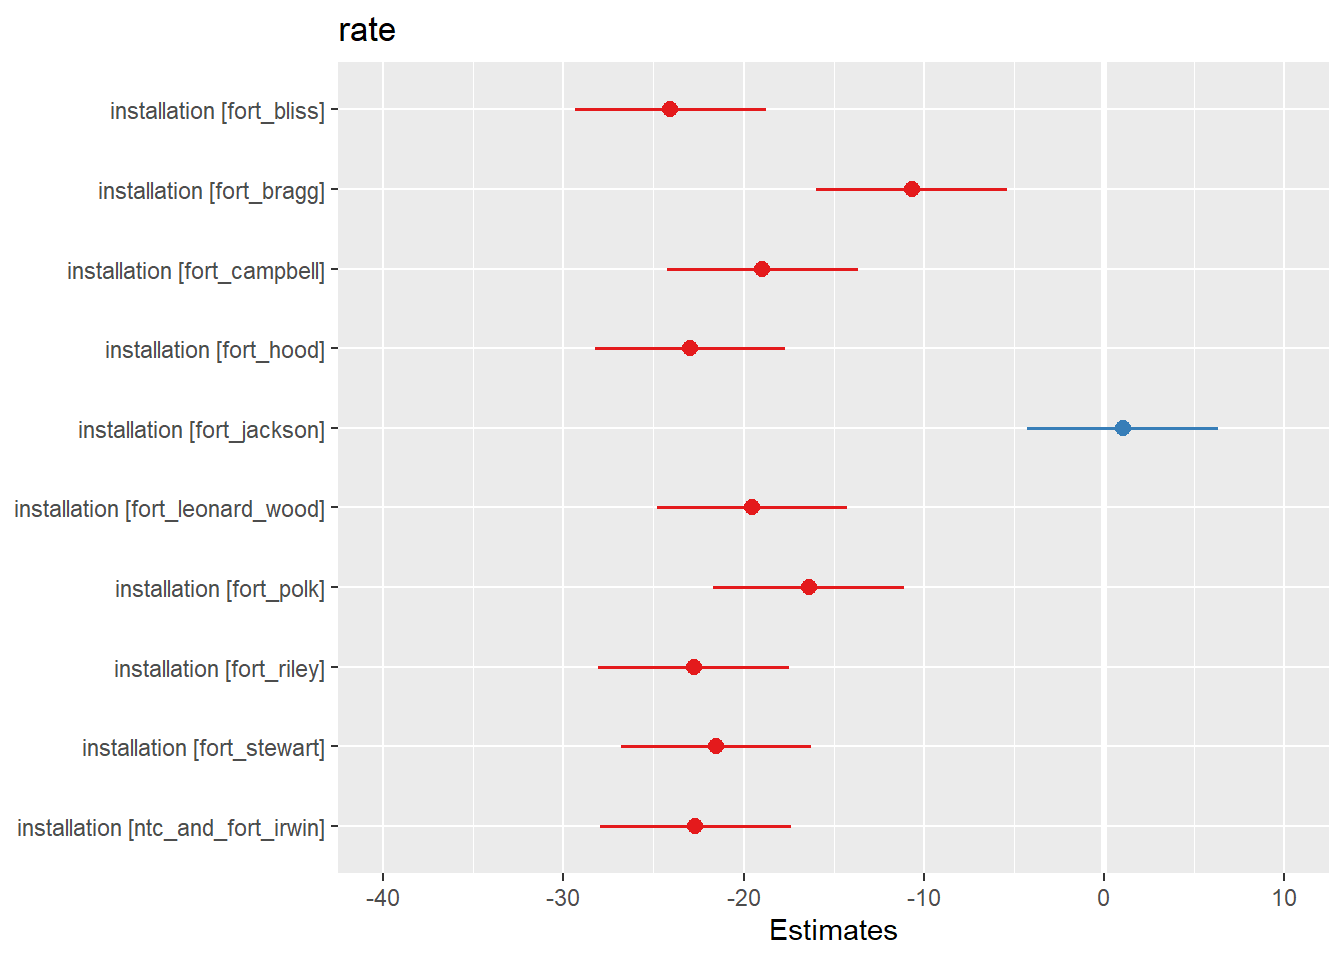 rate
installation [fort_bliss]
installation [fort_bragg]
installation [fort_campbell]
installation [fort_hood]
installation [fort_jackson]
installation [fort_leonard_wood]
installation [fort_polk]
installation [fort_riley]
installation [fort_stewart]
installation [ntc_and_fort_irwin]
-40 -30 -20 -10 0 10
Estimates